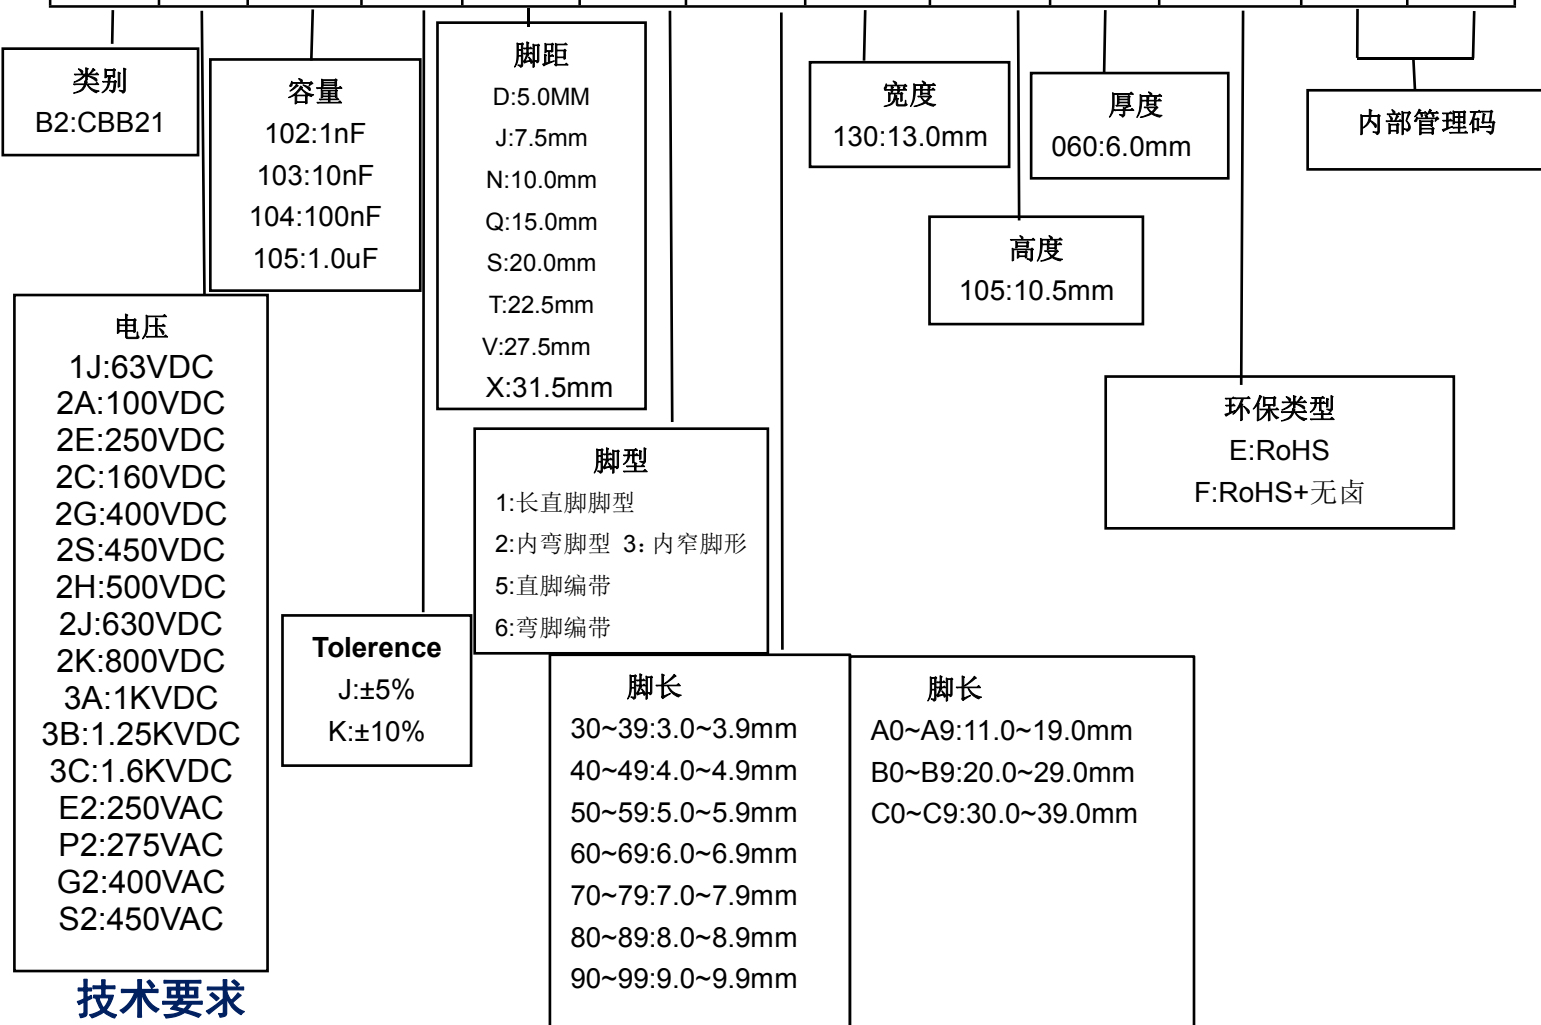 类别
B2:CBB21
容量
102:1nF
103:10nF
104:100nF
105:1.0uF
脚距
D:5.0MM
J:7.5mm
N:10.0mm
Q:15.0mm
S:20.0mm
T:22.5mm
V:27.5mm
X:31.5mm
宽度
130:13.0mm
厚度
060:6.0mm
内部管理码
高度
105:10.5mm
电压
1J:63VDC
2A:100VDC
2E:250VDC
2C:160VDC
2G:400VDC
2S:450VDC
2H:500VDC
2J:630VDC
2K:800VDC
3A:1KVDC
3B:1.25KVDC
3C:1.6KVDC
E2:250VAC
P2:275VAC
G2:400VAC
S2:450VAC
环保类型
E:RoHS
F:RoHS+无卤
脚型
1:长直脚脚型
2:内弯脚型 3: 内窄脚形
5:直脚编带
6:弯脚编带
Tolerence
J:±5%
K:±10%
脚长
30~39:3.0~3.9mm
40~49:4.0~4.9mm
50~59:5.0~5.9mm
60~69:6.0~6.9mm
70~79:7.0~7.9mm
80~89:8.0~8.9mm
90~99:9.0~9.9mm
脚长
A0~A9:11.0~19.0mm
B0~B9:20.0~29.0mm
C0~C9:30.0~39.0mm
技术要求